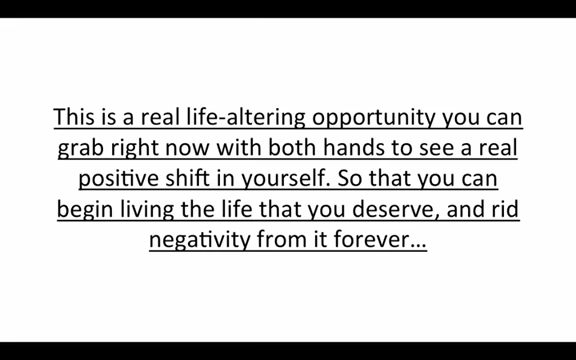 This is a real life-altering opportunity you can
grab right now with both hands to see a real
positive shift in yourself. So that you can
begin living the life that you deserve, and rid
negativity from it forever…